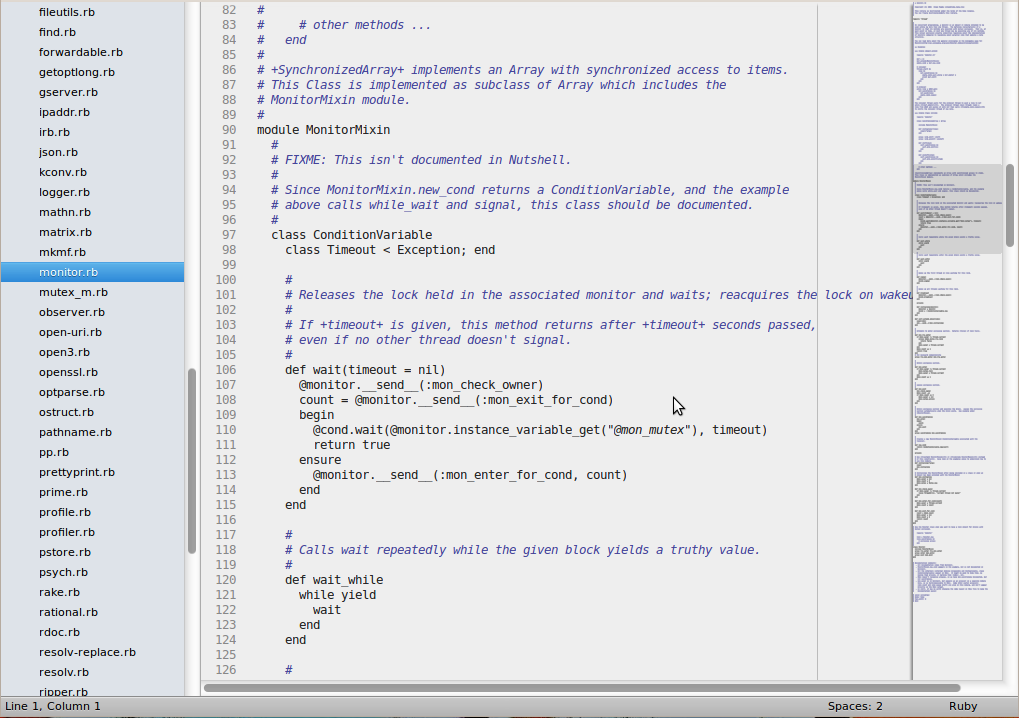 fileutils.rb
find.rb
forwardable.rb
getoptlong.rb
gserver.rb
ipaddr.rb
irb.rb
json.rb
kconv.rb
logger.rb
mathn.rb
matrix.rb
mkmf.rb
monitor.rb
mutex_m.rb
observer.rb
open-uri.rb
open3.rb
openssl.rb
optparse.rb
ostruct.rb
pathname.rb
pp.rb
prettyprint.rb
prime.rb
profile.rb
profiler.rb
pstore.rb
psych.rb
rake.rb
rational.rb
rdoc.rb
resolv-replace.rb
resolv.rb
ripper.rb
82 #
83 #     # other methods ...
84 #   end
85 #
86 # +SynchronizedArray+ implements an Array with synchronized access to items.
87 # This Class is implemented as subclass of Array which includes the
88 # MonitorMixin module.
89 #
90 module MonitorMixin
91   #
92   # FIXME: This isn't documented in Nutshell.
93   #
94   # Since MonitorMixin.new_cond returns a ConditionVariable, and the example
95   # above calls while_wait and signal, this class should be documented.
96   #
97   class ConditionVariable
98     class Timeout < Exception; end
99
100     #
101     # Releases the lock held in the associated monitor and waits; reacquires the lock on waked
102     #
103     # If +timeout+ is given, this method returns after +timeout+ seconds passed,
104     # even if no other thread doesn't signal.
105     #
106     def wait(timeout = nil)
107       @monitor.__send__(:mon_check_owner)
108       count = @monitor.__send__(:mon_exit_for_cond)
109       begin
110         @cond.wait(@monitor.instance_variable_get("@mon_mutex"), timeout)
111         return true
112       ensure
113         @monitor.__send__(:mon_enter_for_cond, count)
114       end
115     end
116
117     #
118     # Calls wait repeatedly while the given block yields a truthy value.
119     #
120     def wait_while
121       while yield
122         wait
123       end
124     end
125
126     #
Line 1, Column 1
Spaces: 2
Ruby